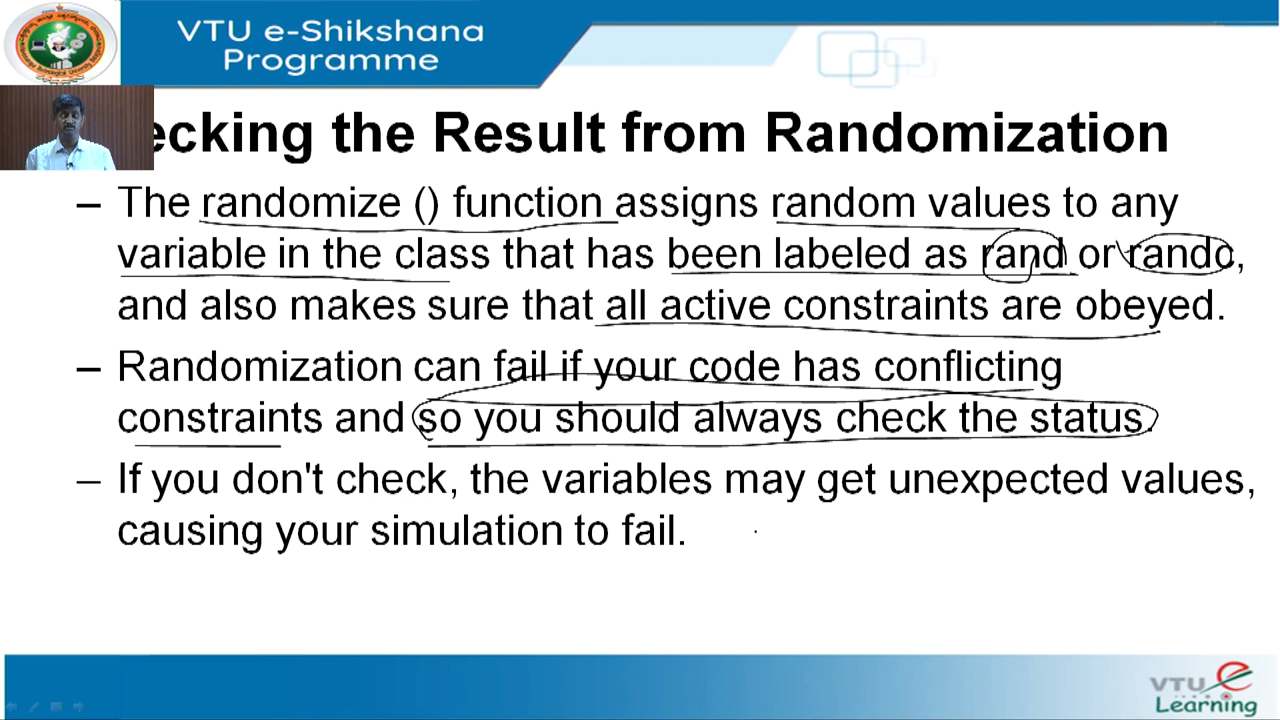 VTU e-Shikshana
Programme
ecking the Result from Randomization
– The randomize () function assigns random values to any
variable in the class that has been labeled as rand or randc,
and also makes sure that all active constraints are obeyed.
– Randomization can fail if your code has conflicting
constraints and so you should always check the status.
– If you don't check, the variables may get unexpected values,
causing your simulation to fail.
VTU e
Learning